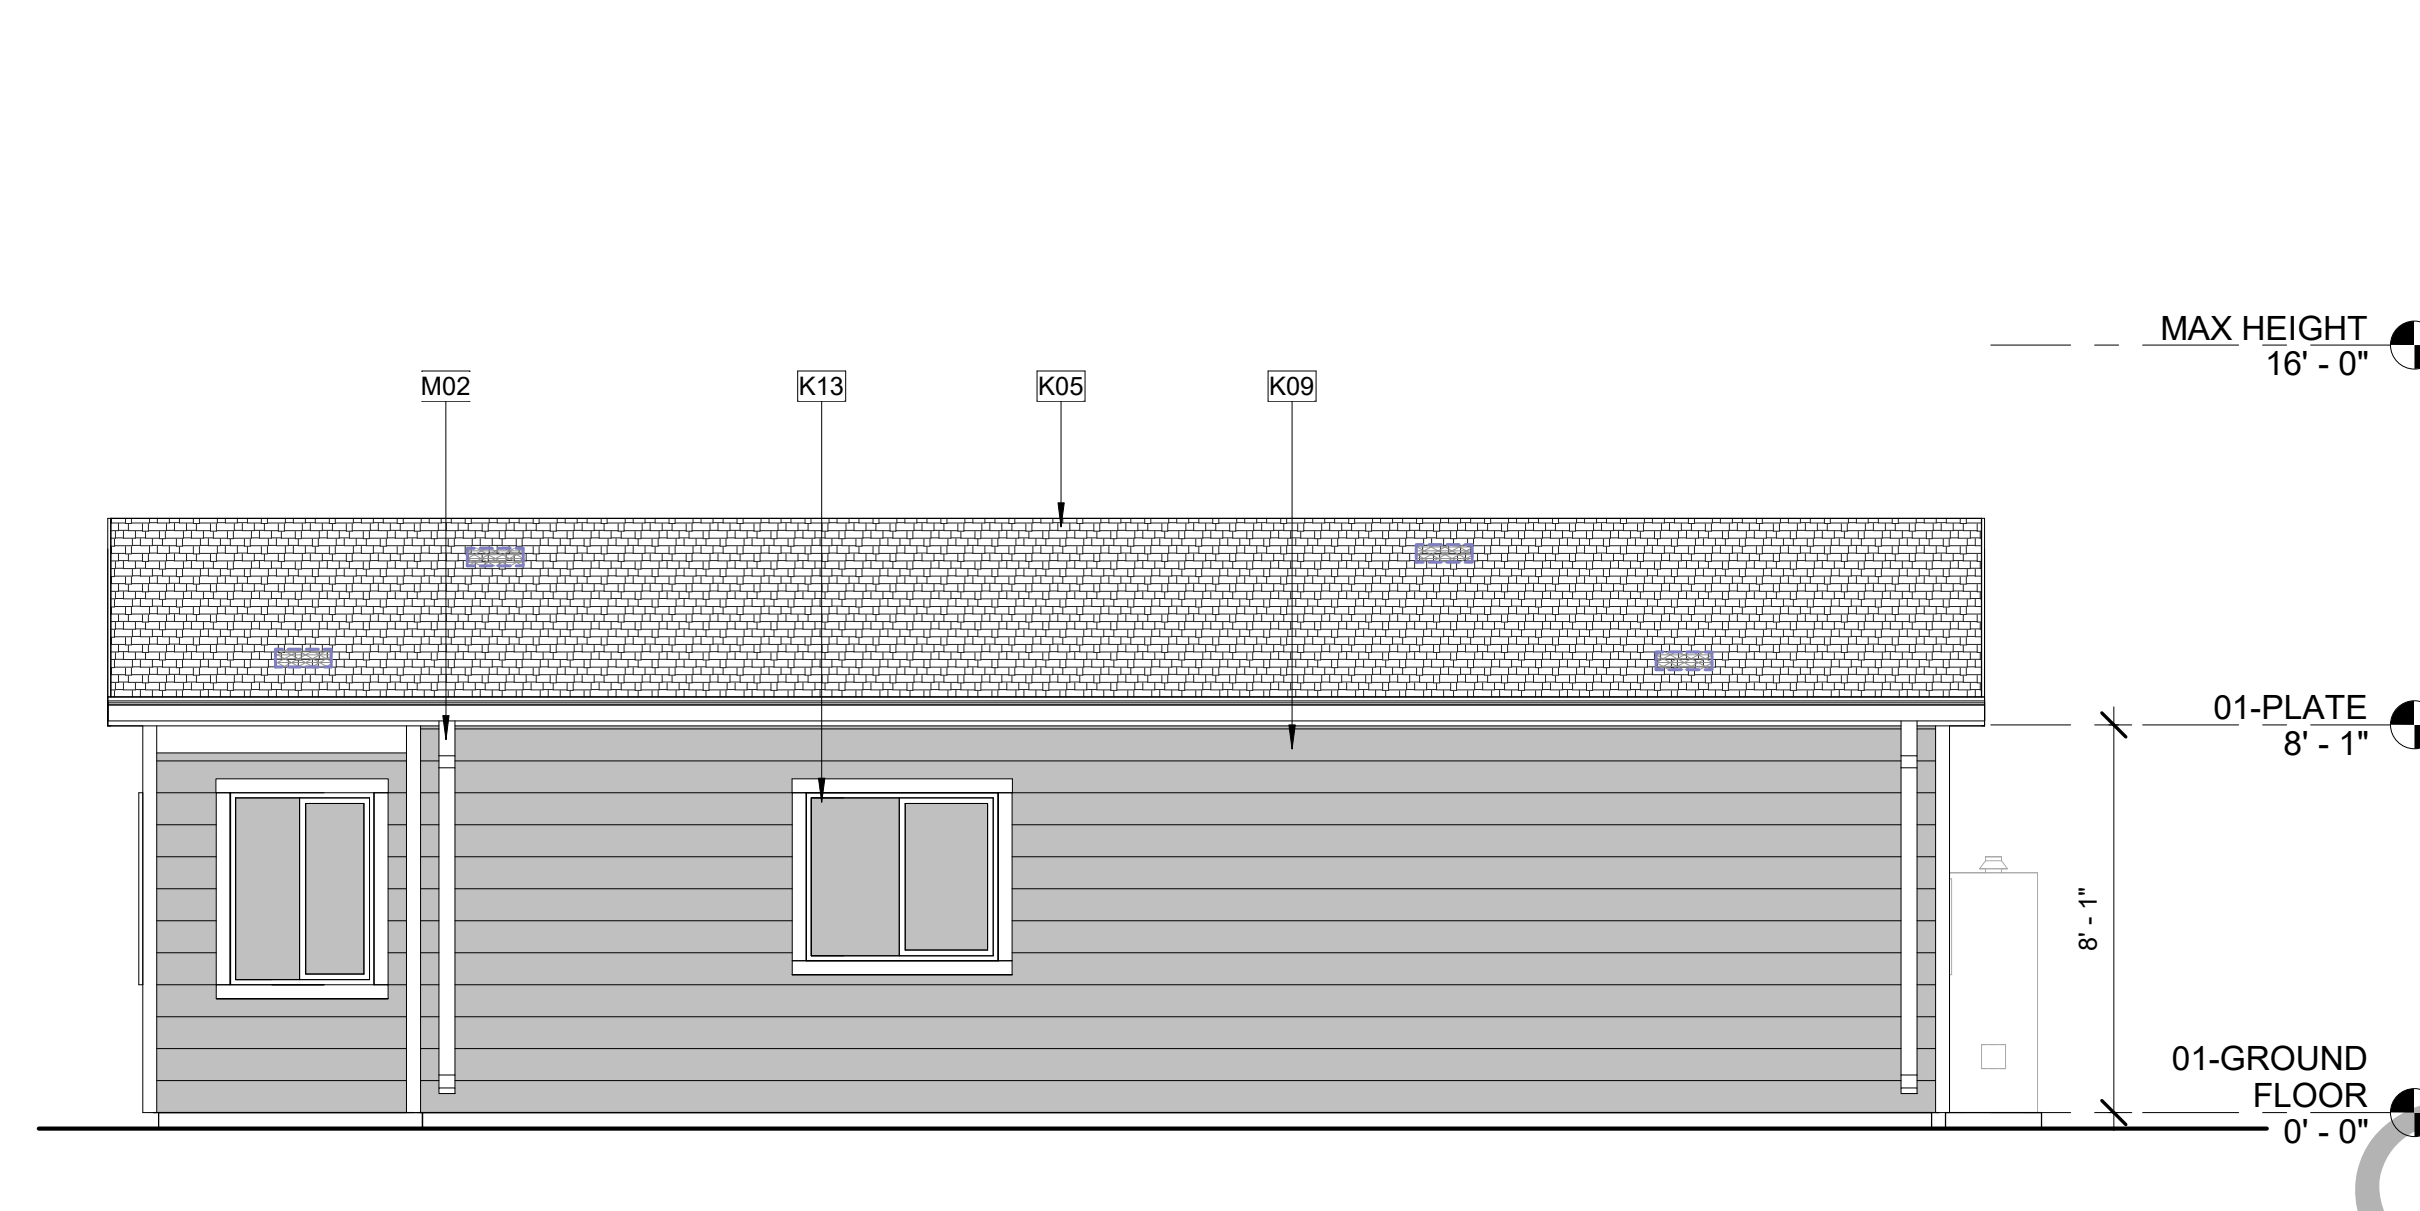 MAX HEIGHT
16' - 0"
M02
K13
K05
K09
01-PLATE
8' - 1"
8' - 1"
01-GROUND
FLOOR
0' - 0"